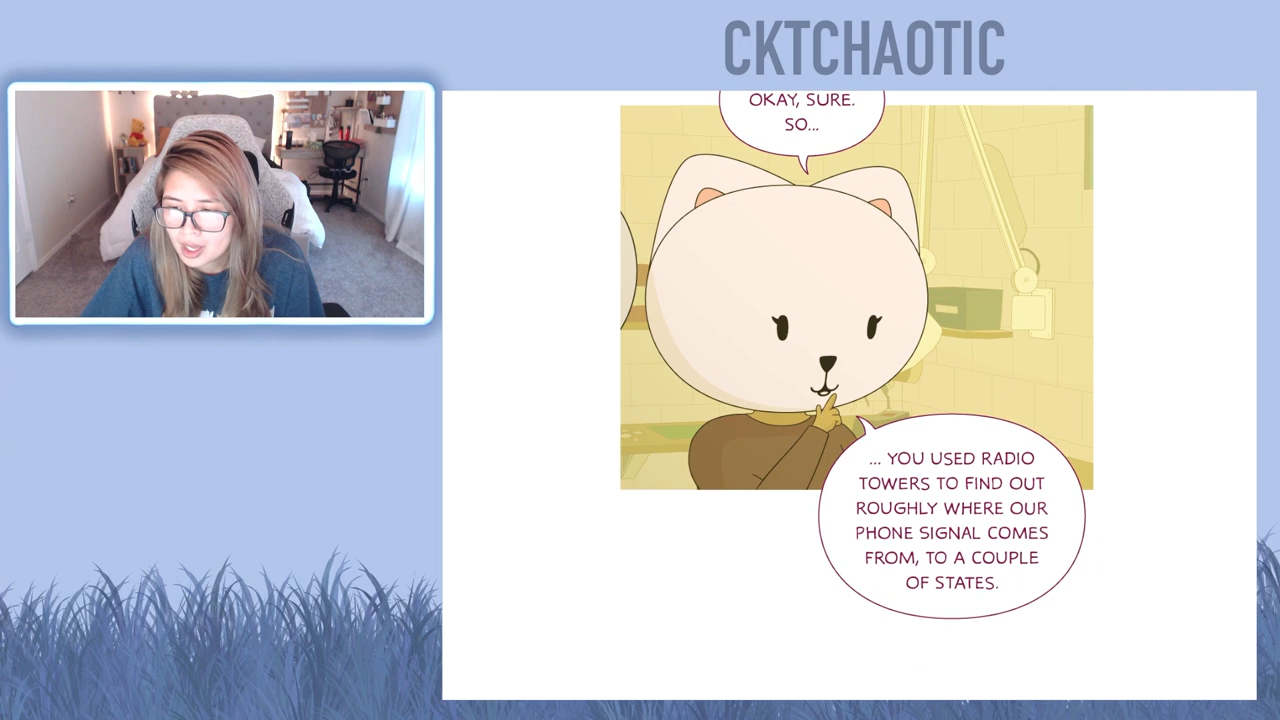 CKTCHAOTIC
OKAY, SURE.
SO...
... YOU USED RADIO
TOWERS TO FIND OUT
ROUGHLY WHERE OUR
PHONE SIGNAL COMES
FROM, TO A COUPLE
OF STATES.